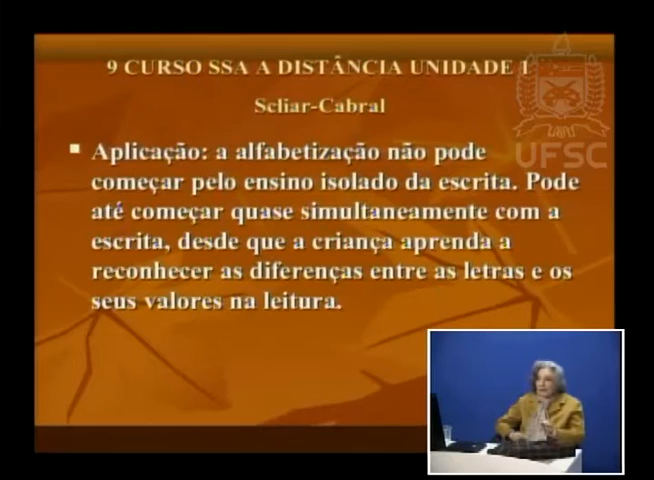 9 CURSO SSA A DISTÂNCIA UNIDADE 1
Scliar-Cabral
Aplicação: a alfabetização não pode
começar pelo ensino isolado da escrita. Pode
até começar quase simultaneamente com a
escrita, desde que a criança aprenda a
reconhecer as diferenças entre as letras e os
seus valores na leitura.
UFSC